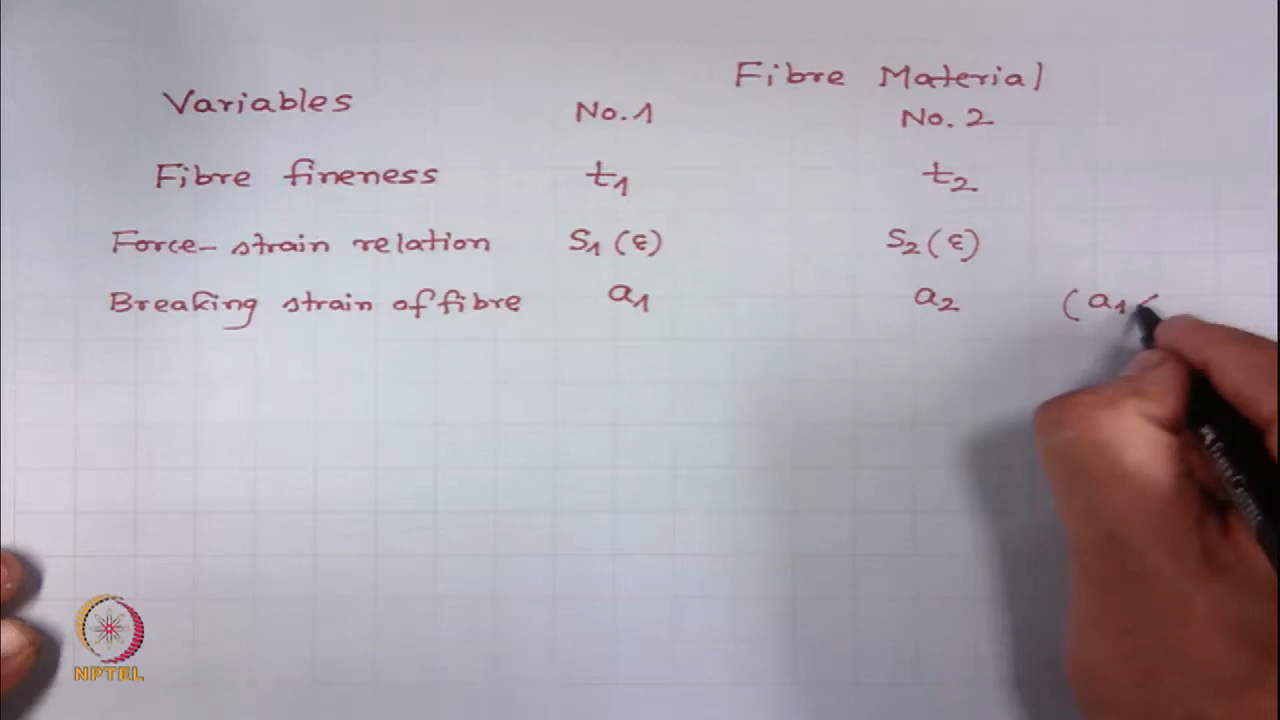 Fibre Material
Variables No.1 No. 2
Fibre fineness t1 t2
Force-strain relation S1(ε) S2(ε)
Breaking strain of fibre a1 a2 (a1<
NPTEL